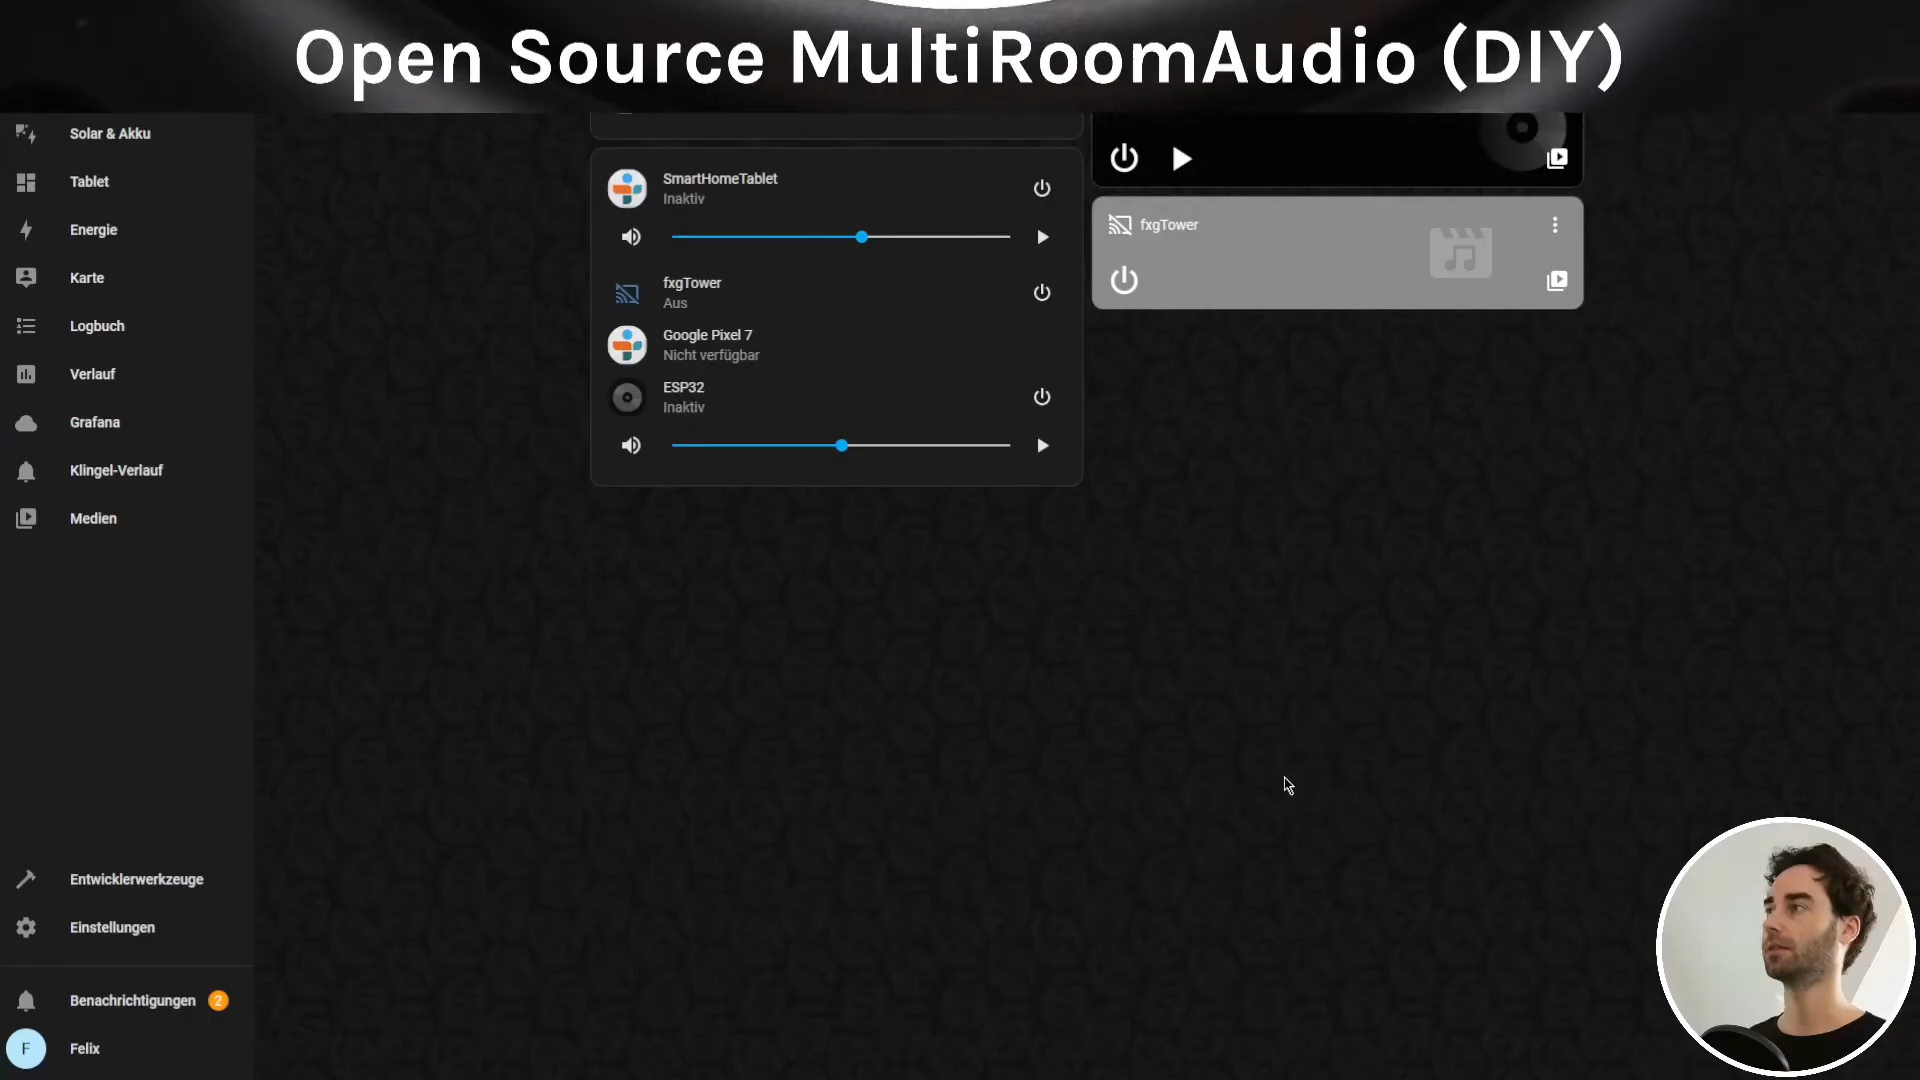 Open Source MultiRoomAudio (DIY)
Solar & Akku
Tablet
Energie
Karte
Logbuch
Verlauf
Grafana
Klingel-Verlauf
Medien
Entwicklerwerkzeuge
Einstellungen
Benachrichtigungen 2
F Felix
SmartHomeTablet
Inaktiv
fxgTower
Aus
Google Pixel 7
Nicht verfügbar
ESP32
Inaktiv
fxgTower